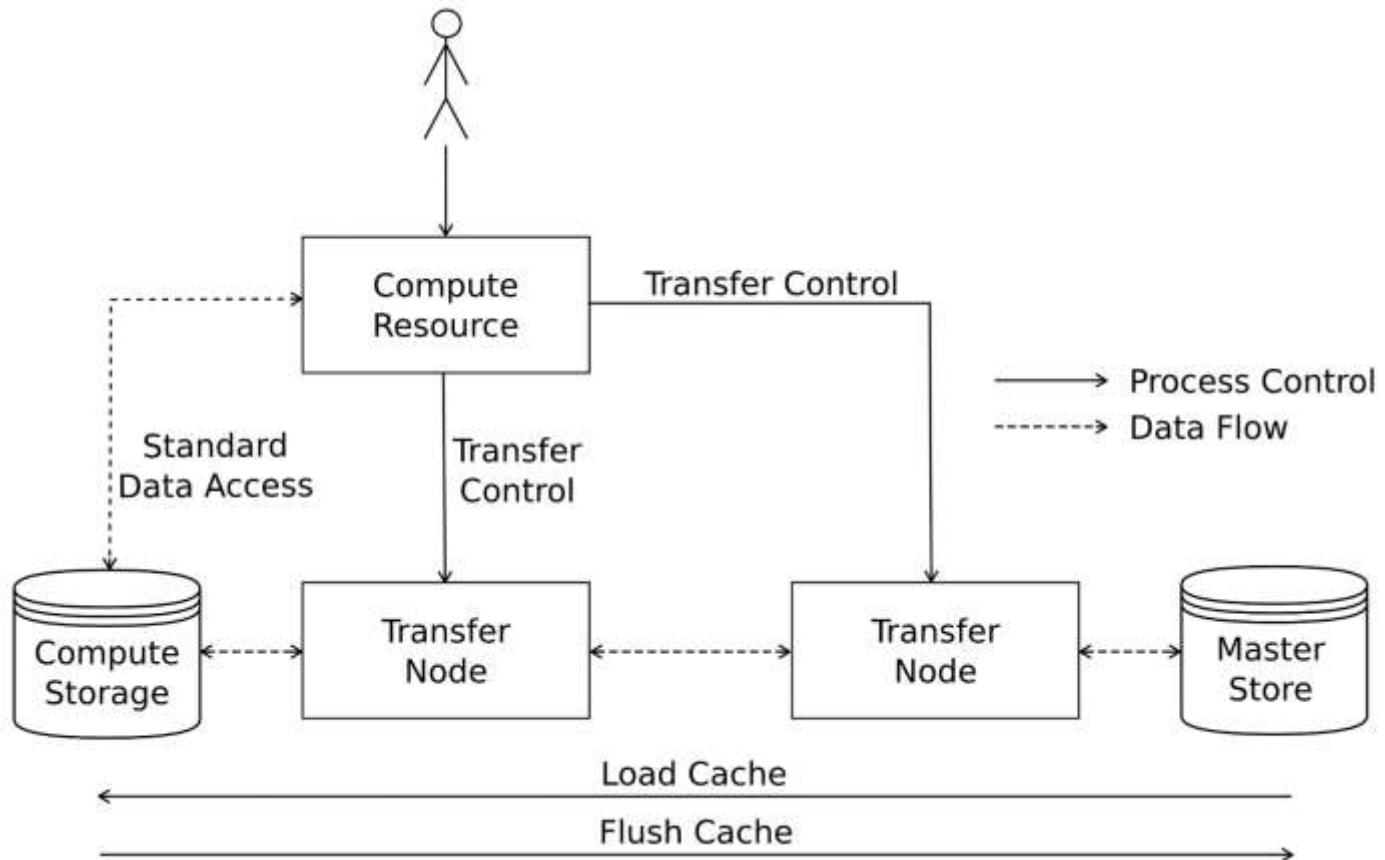 Compute
Resource
Transfer Control
Process Control
Data Flow
Standard
Data Access
Transfer
Control
Compute
Storage
Transfer
Node
Transfer
Node
Master
Store
Load Cache
Flush Cache